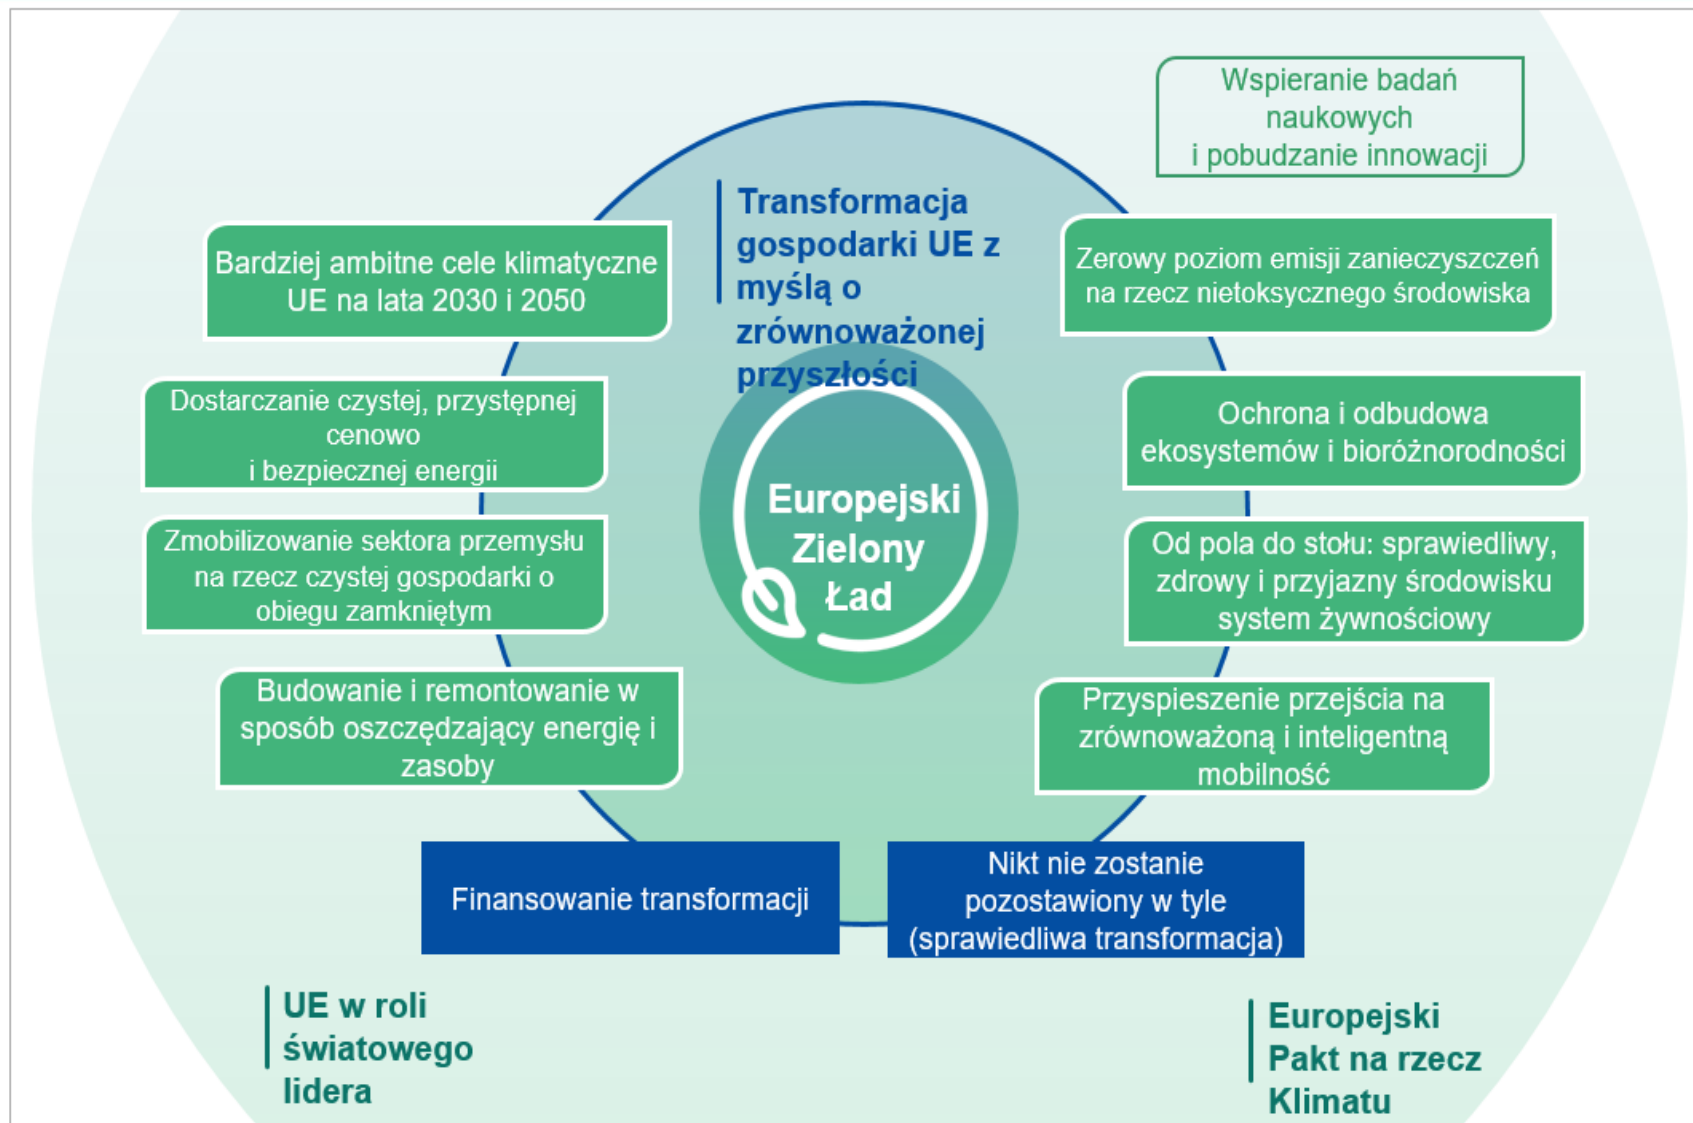 Wspieranie badań
naukowych
i pobudzanie innowacji
Transformacja
gospodarki UE z
myślą o
zrównoważonej
przyszłości
Bardziej ambitne cele klimatyczne
UE na lata 2030 i 2050
Zerowy poziom emisji zanieczyszczeń
na rzecz nietoksycznego środowiska
Dostarczanie czystej, przystępnej
cenowo
i bezpiecznej energii
Ochrona i odbudowa
ekosystemów i bioróżnorodności
Europejski
Zielony
Ład
Zmobilizowanie sektora przemysłu
na rzecz czystej gospodarki o
obiegu zamkniętym
Od pola do stołu: sprawiedliwy,
zdrowy i przyjazny środowisku
system żywnościowy
Budowanie i remontowanie w
sposób oszczędzający energię i
zasoby
Przyspieszenie przejścia na
zrównoważoną i inteligentną
mobilność
Finansowanie transformacji
Nikt nie zostanie
pozostawiony w tyle
(sprawiedliwa transformacja)
UE w roli
światowego
lidera
Europejski
Pakt na rzecz
Klimatu